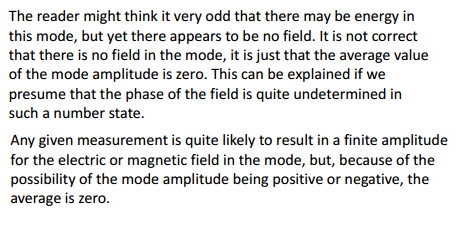 The reader might think it very odd that there may be energy in
this mode, but yet there appears to be no field. It is not correct
that there is no field in the mode, it is just that the average value
of the mode amplitude is zero. This can be explained if we
presume that the phase of the field is quite undetermined in
such a number state.
Any given measurement is quite likely to result in a finite amplitude
for the electric or magnetic field in the mode, but, because of the
possibility of the mode amplitude being positive or negative, the
average is zero.